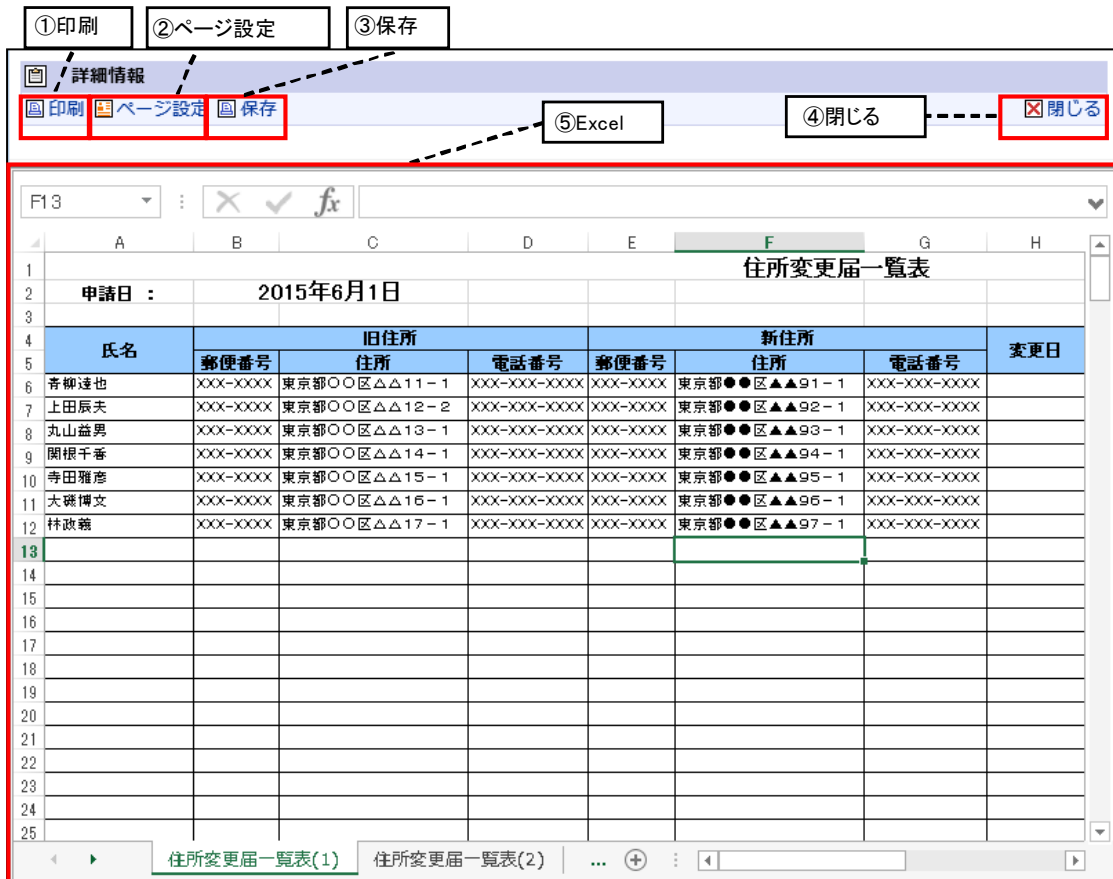 ①印刷
②ページ設定
③保存
詳細情報
印刷 ページ設定 保存
閉じる
④閉じる
⑤Excel
F13
fx
A B C D E F G H
1 住所変更届一覧表
2 申請日 : 2015年6月1日
3
4 氏名 旧住所 新住所 変更日
5 郵便番号 住所 電話番号 郵便番号 住所 電話番号
6 青柳達也 XXX-XXXX 東京都○○区△△11-1 XXX-XXX-XXXX XXX-XXXX 東京都●●区▲▲91-1 XXX-XXX-XXXX
7 上田辰夫 XXX-XXXX 東京都○○区△△12-2 XXX-XXX-XXXX XXX-XXXX 東京都●●区▲▲92-1 XXX-XXX-XXXX
8 丸山益男 XXX-XXXX 東京都○○区△△13-1 XXX-XXX-XXXX XXX-XXXX 東京都●●区▲▲93-1 XXX-XXX-XXXX
9 関根千香 XXX-XXXX 東京都○○区△△14-1 XXX-XXX-XXXX XXX-XXXX 東京都●●区▲▲94-1 XXX-XXX-XXXX
10 寺田雅彦 XXX-XXXX 東京都○○区△△15-1 XXX-XXX-XXXX XXX-XXXX 東京都●●区▲▲95-1 XXX-XXX-XXXX
11 大磯博文 XXX-XXXX 東京都○○区△△16-1 XXX-XXX-XXXX XXX-XXXX 東京都●●区▲▲96-1 XXX-XXX-XXXX
12 林政義 XXX-XXXX 東京都○○区△△17-1 XXX-XXX-XXXX XXX-XXXX 東京都●●区▲▲97-1 XXX-XXX-XXXX
13
14
15
16
17
18
19
20
21
22
23
24
25
住所変更届一覧表(1) 住所変更届一覧表(2) ...